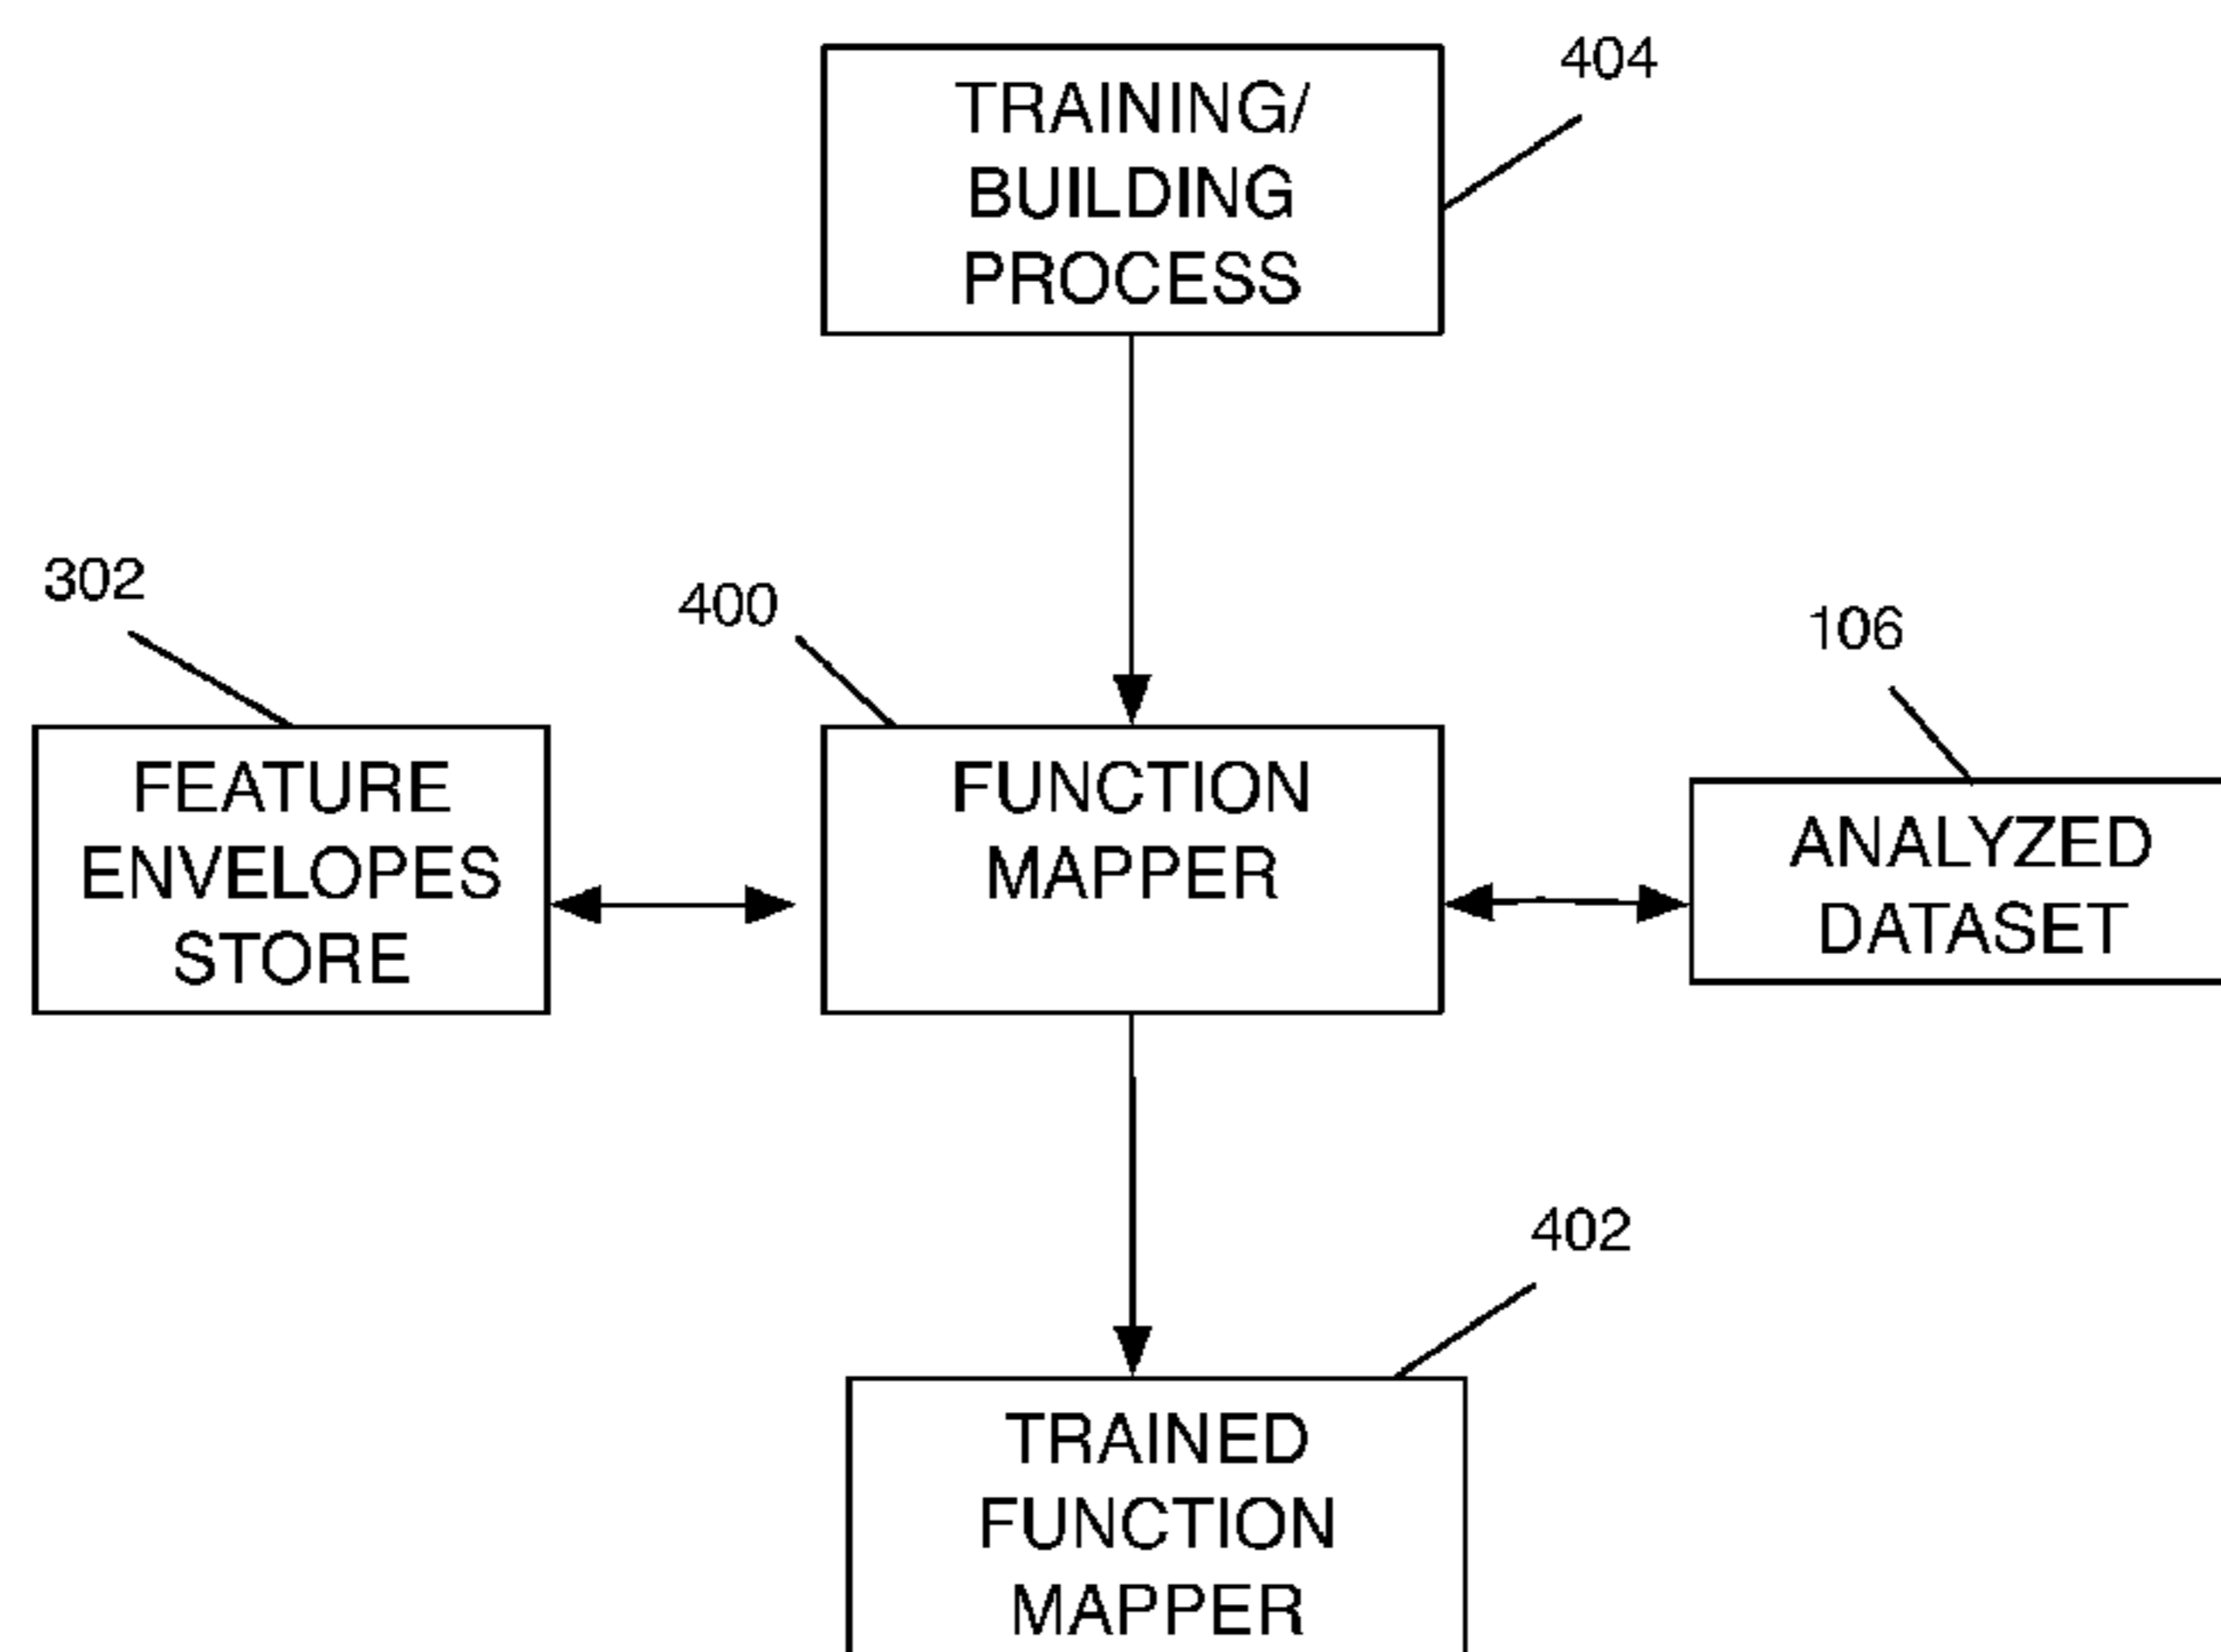 404
TRAINING/
BUILDING
PROCESS
302
400
106
FEATURE
ENVELOPES
STORE
FUNCTION
MAPPER
ANALYZED
DATASET
402
TRAINED
FUNCTION
MAPPER